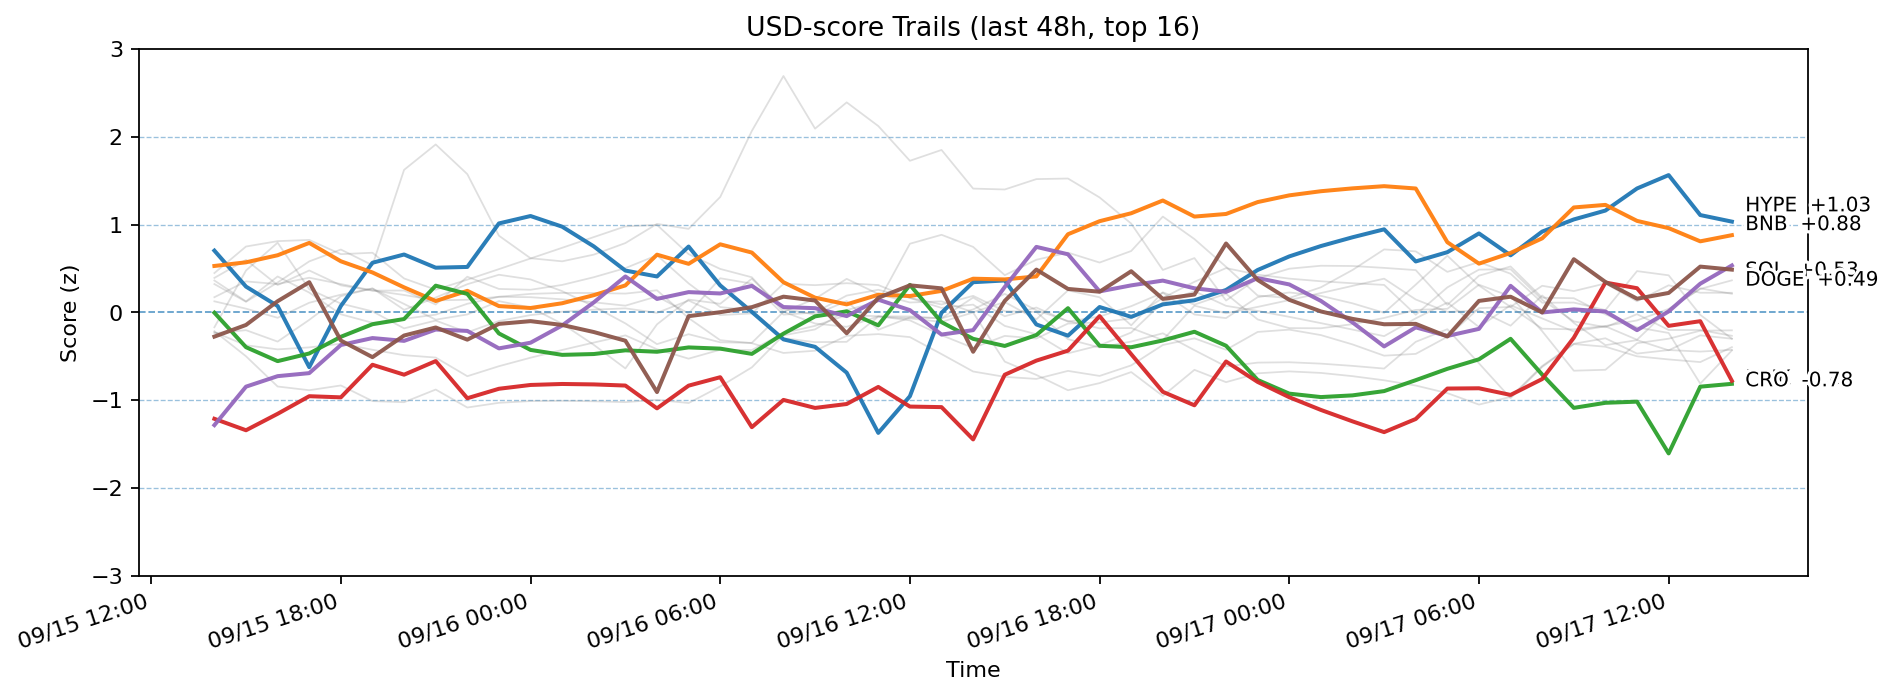 USD-score Trails (last 48h, top 16)
Score (z)
3
2
1
0
−1
−2
−3
HYPE +1.03
BNB +0.88
DOGE +0.49
CRO -0.78
09/15 12:00
09/15 18:00
09/16 00:00
09/16 06:00
09/16 12:00
09/16 18:00
09/17 00:00
09/17 06:00
09/17 12:00
Time